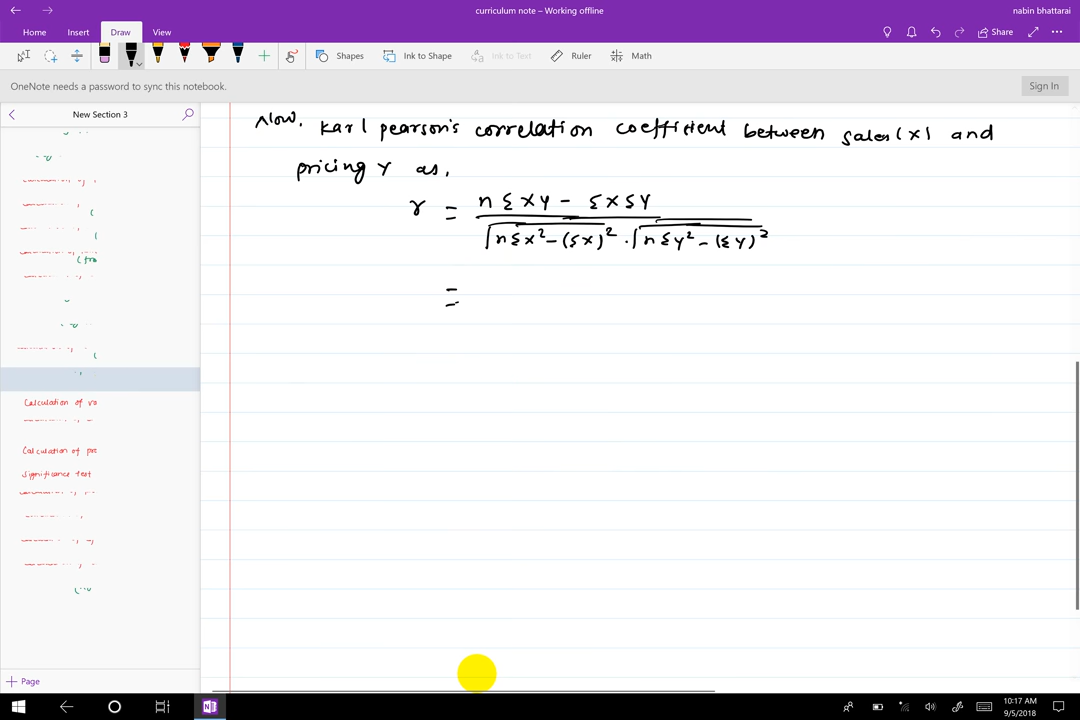 curriculum note – Working offline
nabin bhattarai
Home Insert Draw View
Share
Shapes Ink to Shape Ink to Text Ruler Math
OneNote needs a password to sync this notebook.
Sign In
New Section 3
Now. Karl pearson's correlation coefficient between sales (x) and
pricing Y as,
r = n Σ XY - ΣXΣY
√nΣx² - (Σx)² . √nΣY² - (ΣY)²
=
Calculation of
Calculation of
Significance test
+ Page
10:17 AM
9/5/2018